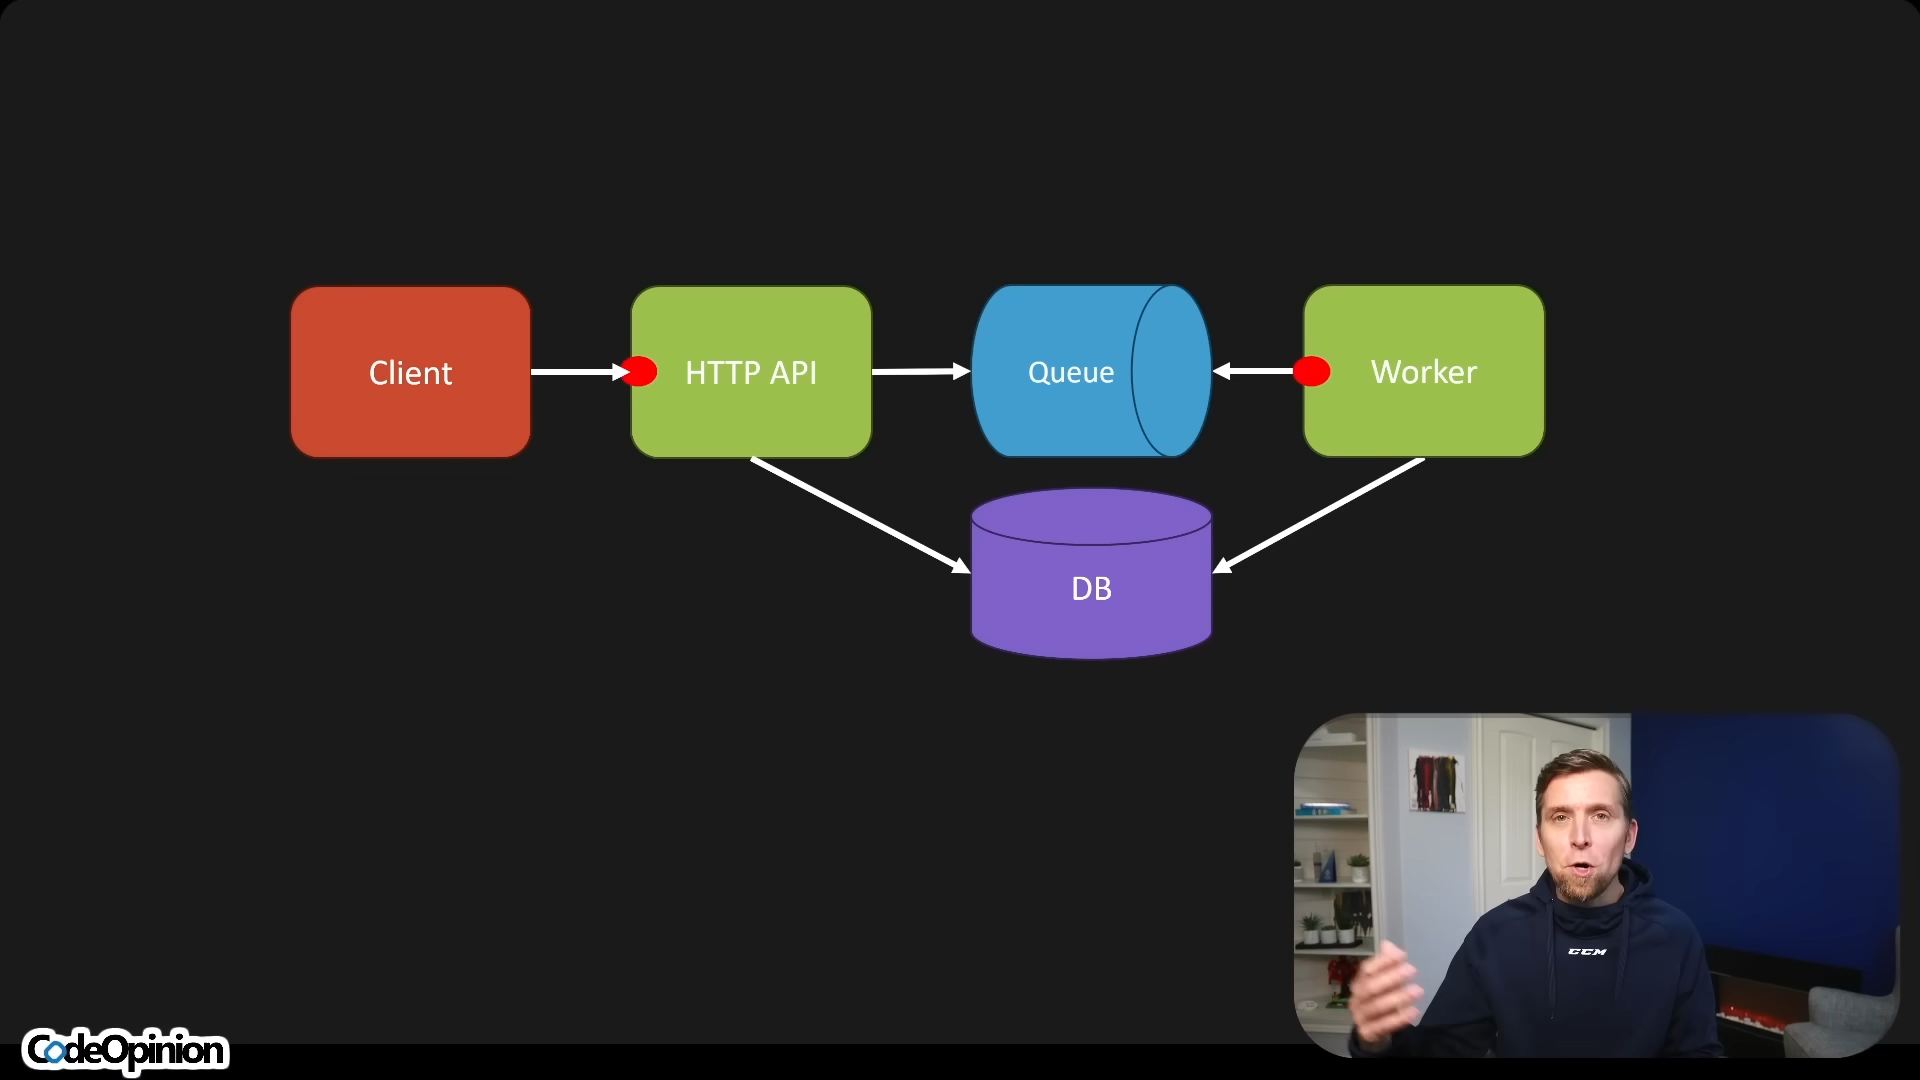 Client
HTTP API
Queue
Worker
DB
CCM
CodeOpinion